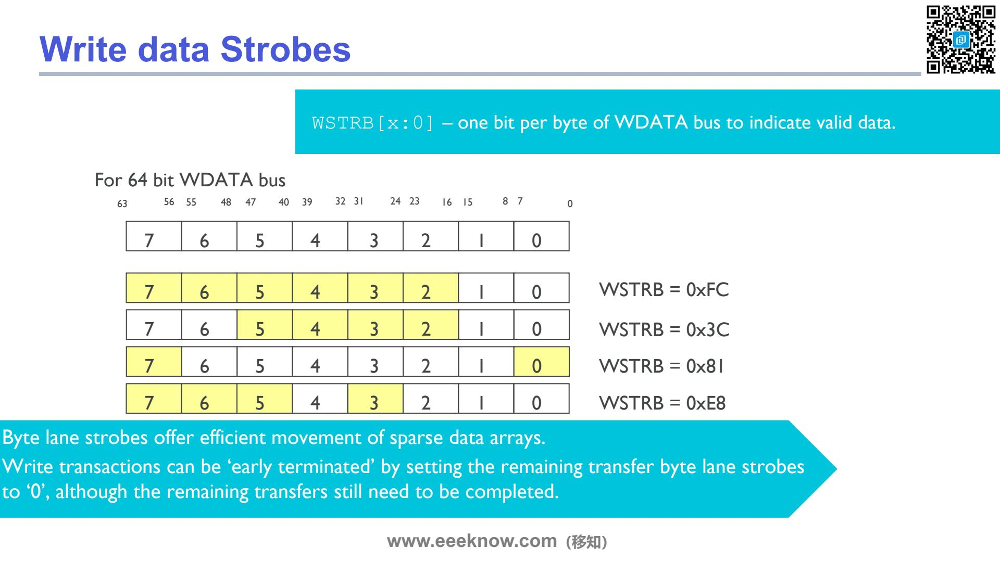 Write data Strobes
WSTRB[x:0] – one bit per byte of WDATA bus to indicate valid data.
For 64 bit WDATA bus
63 56 55 48 47 40 39 32 31 24 23 16 15 8 7 0
7 6 5 4 3 2 1 0
7 6 5 4 3 2 1 0 WSTRB = 0xFC
7 6 5 4 3 2 1 0 WSTRB = 0x3C
7 6 5 4 3 2 1 0 WSTRB = 0x81
7 6 5 4 3 2 1 0 WSTRB = 0xE8
Byte lane strobes offer efficient movement of sparse data arrays.
Write transactions can be ‘early terminated’ by setting the remaining transfer byte lane strobes
to ‘0’, although the remaining transfers still need to be completed.
www.eeeknow.com (移知)